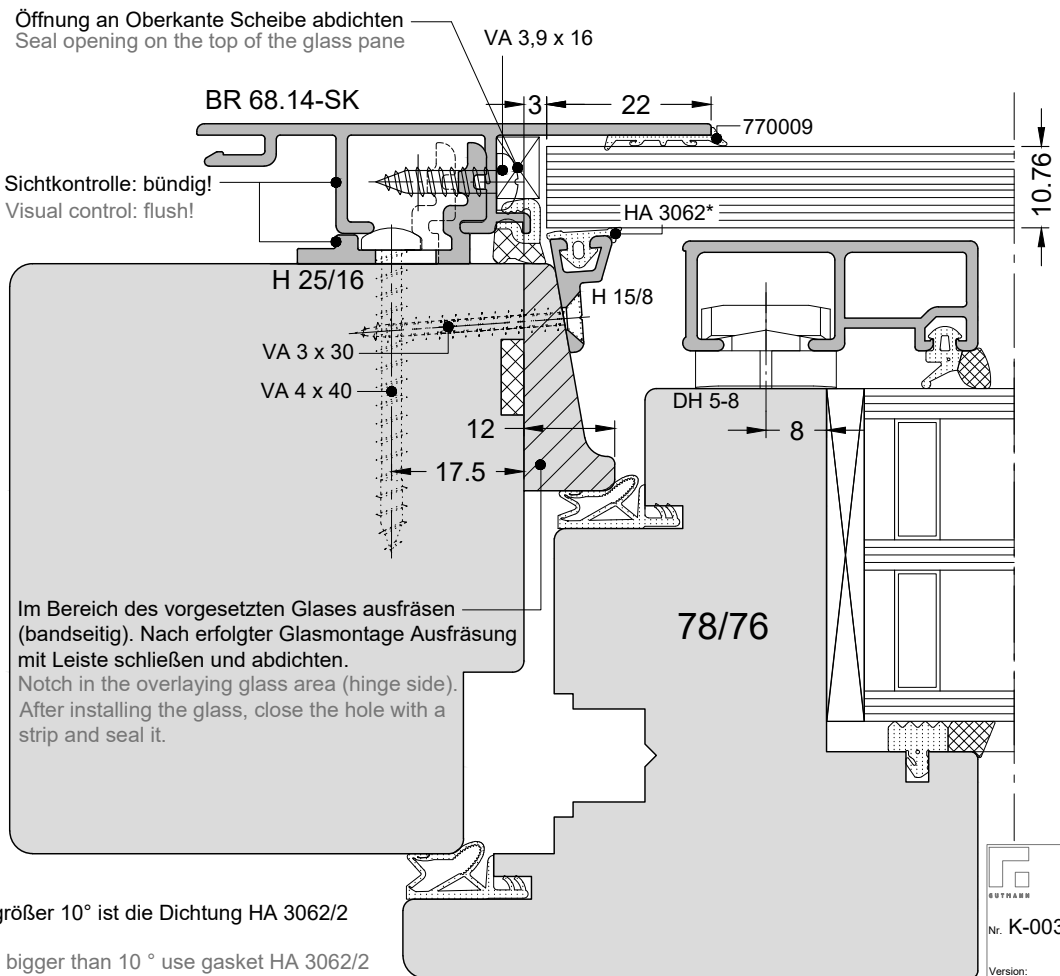 Öffnung an Oberkante Scheibe abdichten
Seal opening on the top of the glass pane
VA 3,9 x 16
BR 68.14-SK
3
22
770009
10.76
Sichtkontrolle: bündig!
Visual control: flush!
HA 3062*
H 25/16
H 15/8
VA 3 x 30
VA 4 x 40
DH 5-8
12
8
17.5
Im Bereich des vorgesetzten Glases ausfräsen
(bandseitig). Nach erfolgter Glasmontage Ausfräsung
mit Leiste schließen und abdichten.
Notch in the overlaying glass area (hinge side).
After installing the glass, close the hole with a
strip and seal it.
78/76
größer 10° ist die Dichtung HA 3062/2
bigger than 10 ° use gasket HA 3062/2
GUTMANN
Nr. K-003
Version: